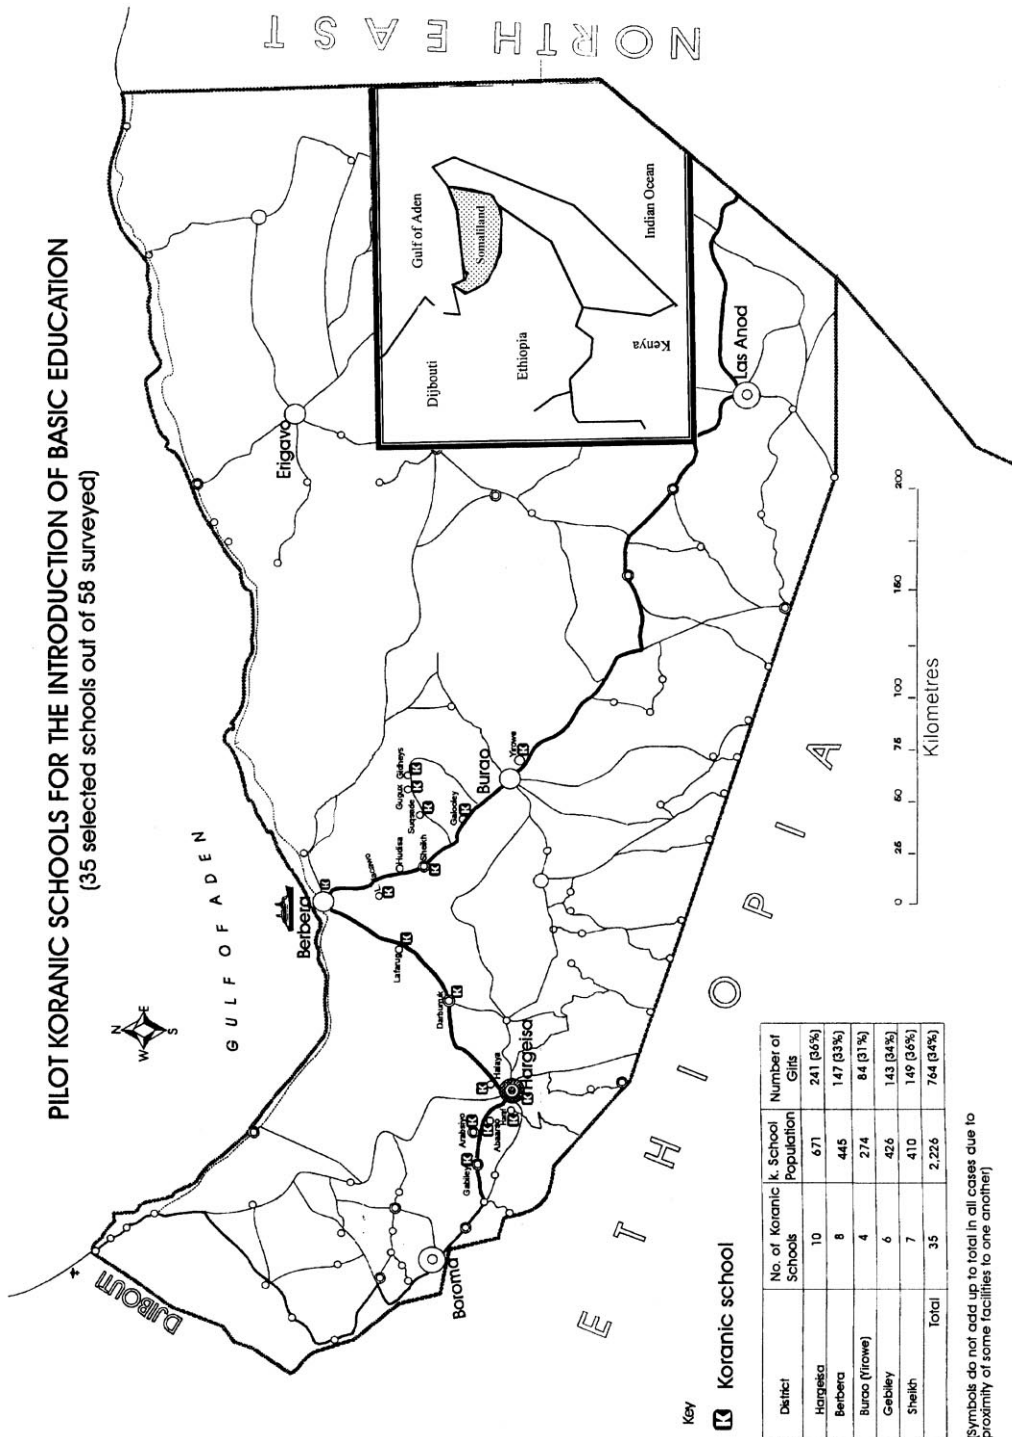 PILOT KORANIC SCHOOLS FOR THE INTRODUCTION OF BASIC EDUCATION
(35 selected schools out of 58 surveyed)
N
W E
S
GULF OF ADEN
DJIBOUTI
NORTH EAST
ETHIOPIA
Berbera
Erigavo
Lafarug
Hudisa
Sheikh
Suqsade
Gugux
Gidheys
Galooley
Burao
Yirowe
Darburruk
Hargeisa
Halaya
Arabsiyo
Gabiley
Boroma
Las Anod
Gulf of Aden
Somaliland
Djibouti
Ethiopia
Indian Ocean
Kenya
0 25 50 75 100 150 200
Kilometres
Key
K Koranic school
District No. of Koranic Schools k. School Population Number of Girls
Hargeisa 10 671 241 (36%)
Berbera 8 445 147 (33%)
Burao (Yirowe) 4 274 84 (31%)
Gebiley 6 426 143 (34%)
Sheikh 7 410 149 (36%)
Total 35 2,226 764 (34%)
(Symbols do not add up to total in all cases due to
proximity of some facilities to one another)